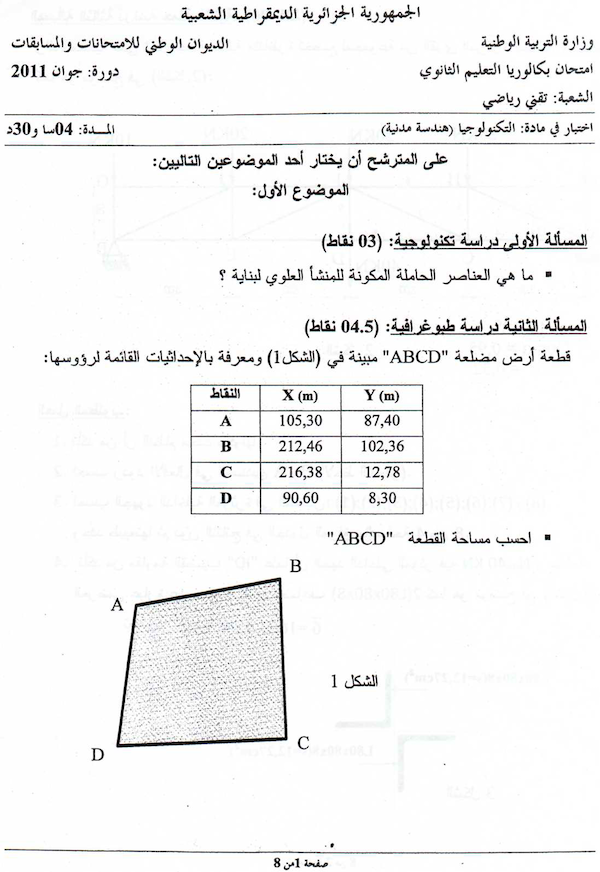 الجمهورية الجزائرية الديمقراطية الشعبية
وزارة التربية الوطنية الديوان الوطني للامتحانات والمسابقات
امتحان بكالوريا التعليم الثانوي دورة: جوان 2011
الشعبة: تقني رياضي
اختبار في مادة: التكنولوجيا (هندسة مدنية) المدة: 04سا و30د
على المترشح أن يختار أحد الموضوعين التاليين:
الموضوع الأول:
المسألة الأولى دراسة تكنولوجية: (03 نقاط)
▪ ما هي العناصر الحاملة المكونة للمنشأ العلوي لبناية ؟
المسألة الثانية دراسة طبوغرافية: (04.5 نقاط)
قطعة أرض مضلعة "ABCD" مبينة في (الشكل1) ومعرفة بالإحداثيات القائمة لرؤوسها:
النقاط X (m) Y (m)
A 105,30 87,40
B 212,46 102,36
C 216,38 12,78
D 90,60 8,30
▪ احسب مساحة القطعة "ABCD"
B
A
الشكل 1
C
D
صفحة 1من 8